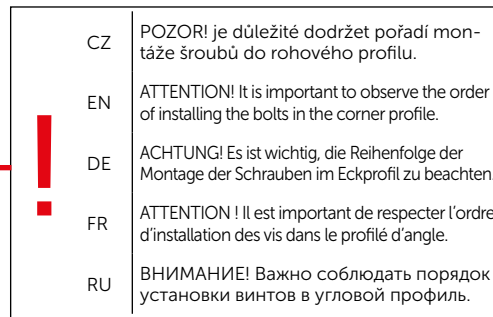 !
CZ
POZOR! je důležité dodržet pořadí mon-
táže šroubů do rohového profilu.
EN
ATTENTION! It is important to observe the order
of installing the bolts in the corner profile.
DE
ACHTUNG! Es ist wichtig, die Reihenfolge der
Montage der Schrauben im Eckprofil zu beachten.
FR
ATTENTION ! Il est important de respecter l’ordre
d’installation des vis dans le profilé d’angle.
RU
ВНИМАНИЕ! Важно соблюдать порядок
установки винтов в угловой профиль.